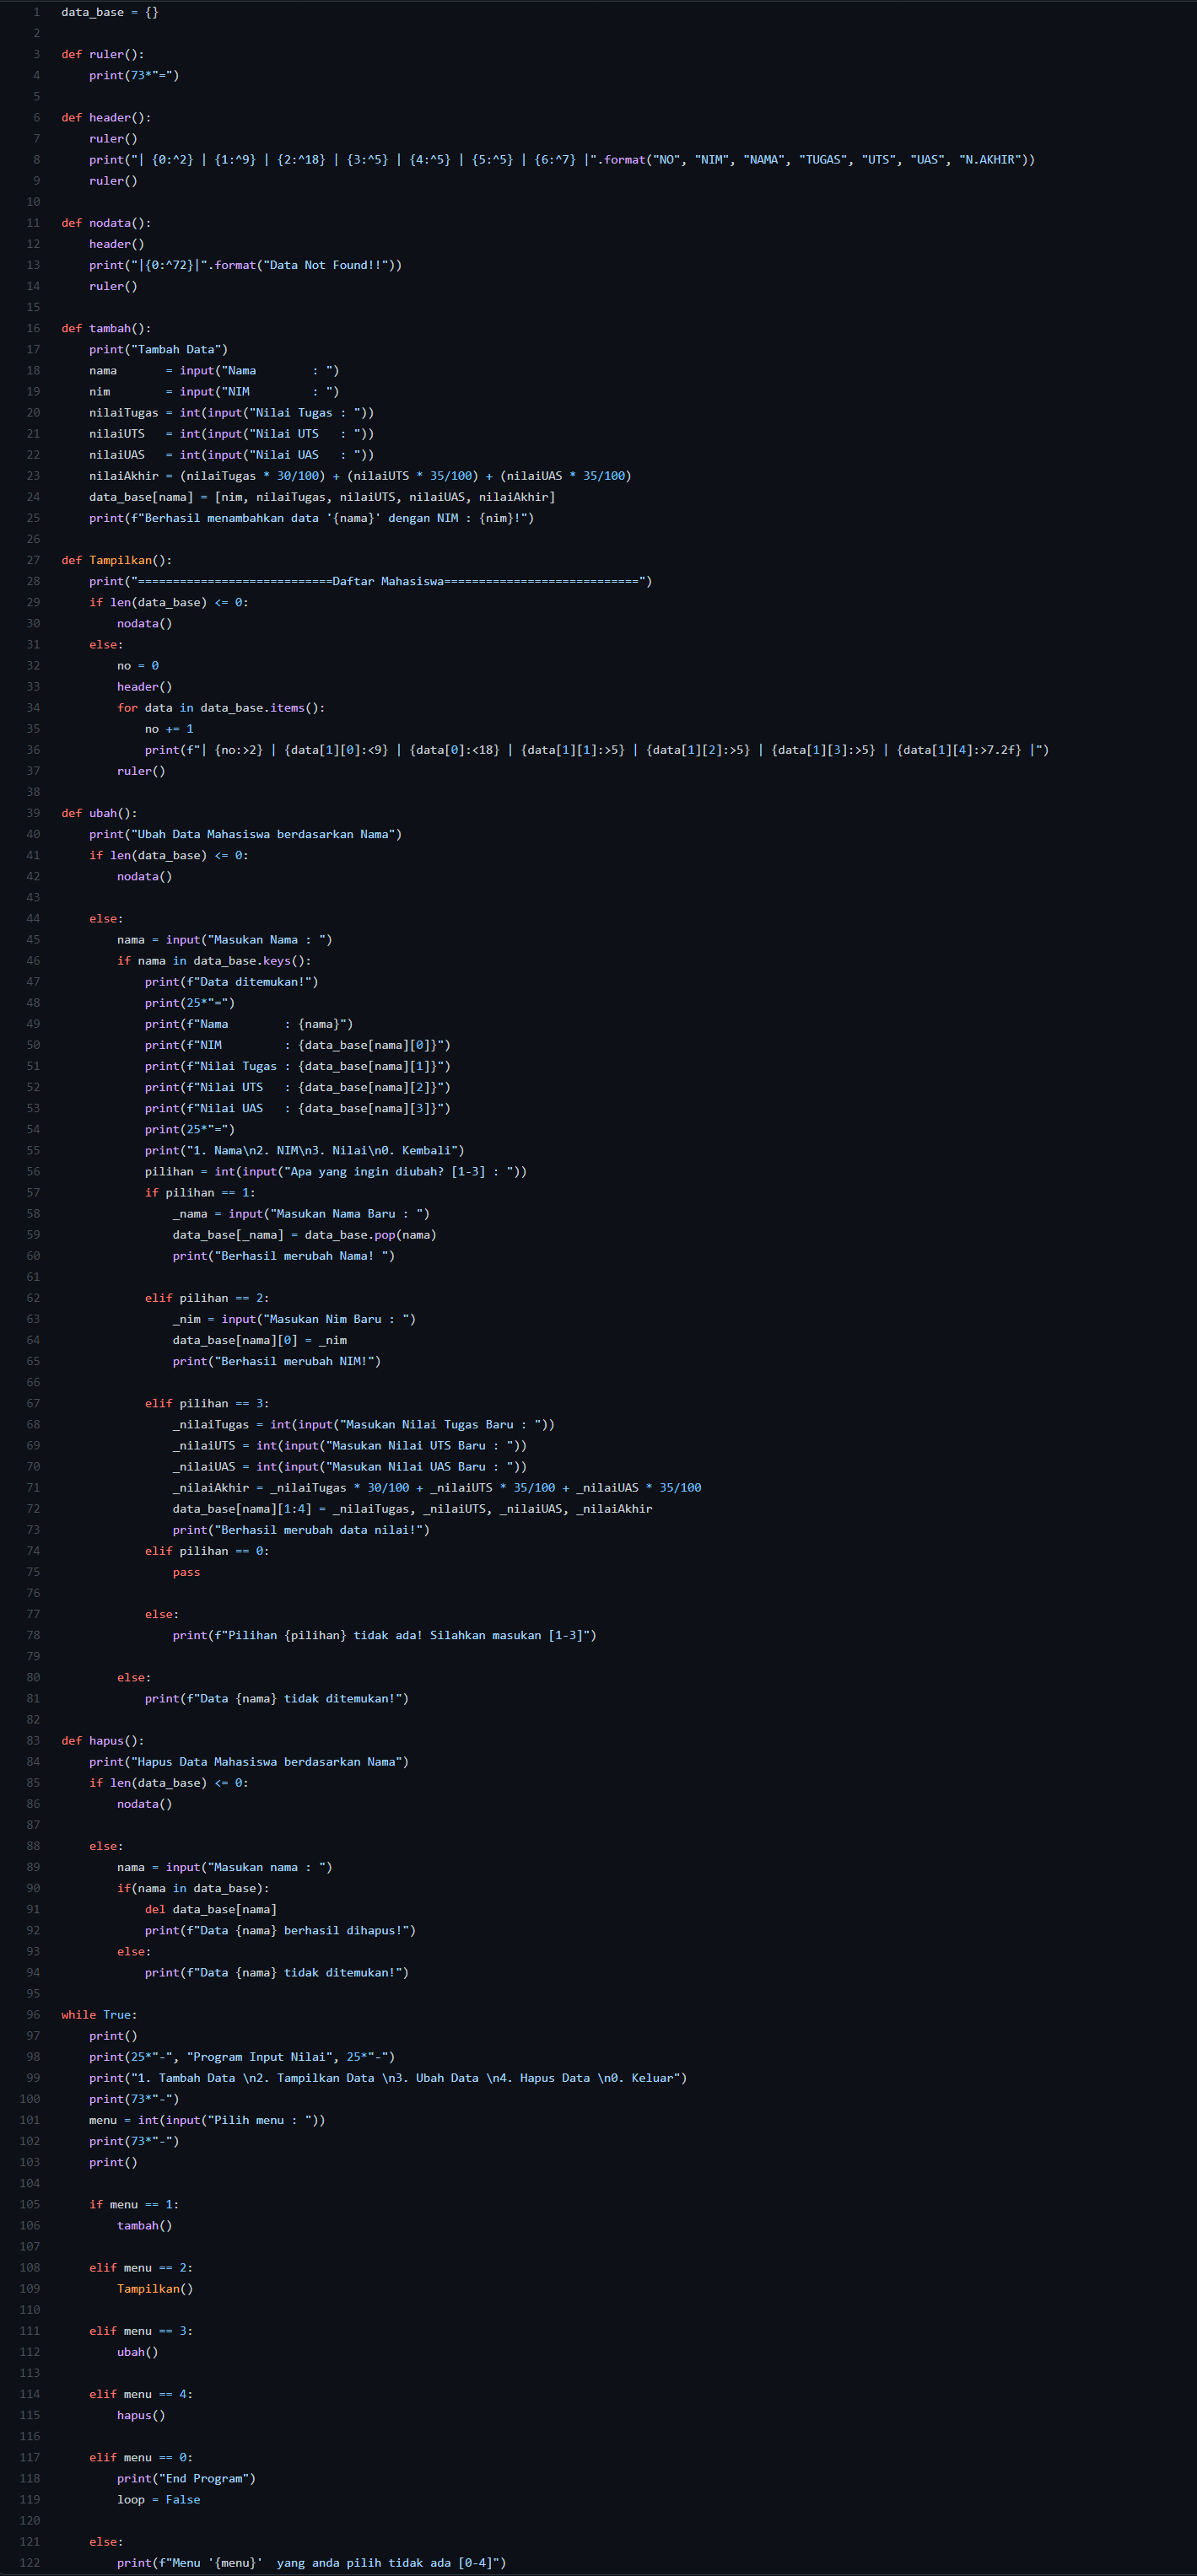 1 data_base = {}
2
3 def ruler():
4     print(73*"=")
5
6 def header():
7     ruler()
8     print("| {0:^2} | {1:^9} | {2:^18} | {3:^5} | {4:^5} | {5:^5} | {6:^7} |".format("NO", "NIM", "NAMA", "TUGAS", "UTS", "UAS", "N.AKHIR"))
9     ruler()
10
11 def nodata():
12     header()
13     print("|{0:^72}|".format("Data Not Found!!"))
14     ruler()
15
16 def tambah():
17     print("Tambah Data")
18     nama       = input("Nama        : ")
19     nim        = input("NIM         : ")
20     nilaiTugas = int(input("Nilai Tugas : "))
21     nilaiUTS   = int(input("Nilai UTS   : "))
22     nilaiUAS   = int(input("Nilai UAS   : "))
23     nilaiAkhir = (nilaiTugas * 30/100) + (nilaiUTS * 35/100) + (nilaiUAS * 35/100)
24     data_base[nama] = [nim, nilaiTugas, nilaiUTS, nilaiUAS, nilaiAkhir]
25     print(f"Berhasil menambahkan data '{nama}' dengan NIM : {nim}!")
26
27 def Tampilkan():
28     print("============================Daftar Mahasiswa============================")
29     if len(data_base) <= 0:
30         nodata()
31     else:
32         no = 0
33         header()
34         for data in data_base.items():
35             no += 1
36             print(f"| {no:>2} | {data[1][0]:<9} | {data[0]:<18} | {data[1][1]:>5} | {data[1][2]:>5} | {data[1][3]:>5} | {data[1][4]:>7.2f} |")
37         ruler()
38
39 def ubah():
40     print("Ubah Data Mahasiswa berdasarkan Nama")
41     if len(data_base) <= 0:
42         nodata()
43
44     else:
45         nama = input("Masukan Nama : ")
46         if nama in data_base.keys():
47             print(f"Data ditemukan!")
48             print(25*"=")
49             print(f"Nama        : {nama}")
50             print(f"NIM         : {data_base[nama][0]}")
51             print(f"Nilai Tugas : {data_base[nama][1]}")
52             print(f"Nilai UTS   : {data_base[nama][2]}")
53             print(f"Nilai UAS   : {data_base[nama][3]}")
54             print(25*"=")
55             print("1. Nama\n2. NIM\n3. Nilai\n0. Kembali")
56             pilihan = int(input("Apa yang ingin diubah? [1-3] : "))
57             if pilihan == 1:
58                 _nama = input("Masukan Nama Baru : ")
59                 data_base[_nama] = data_base.pop(nama)
60                 print("Berhasil merubah Nama! ")
61
62             elif pilihan == 2:
63                 _nim = input("Masukan Nim Baru : ")
64                 data_base[nama][0] = _nim
65                 print("Berhasil merubah NIM!")
66
67             elif pilihan == 3:
68                 _nilaiTugas = int(input("Masukan Nilai Tugas Baru : "))
69                 _nilaiUTS = int(input("Masukan Nilai UTS Baru : "))
70                 _nilaiUAS = int(input("Masukan Nilai UAS Baru : "))
71                 _nilaiAkhir = _nilaiTugas * 30/100 + _nilaiUTS * 35/100 + _nilaiUAS * 35/100
72                 data_base[nama][1:4] = _nilaiTugas, _nilaiUTS, _nilaiUAS, _nilaiAkhir
73                 print("Berhasil merubah data nilai!")
74             elif pilihan == 0:
75                 pass
76
77             else:
78                 print(f"Pilihan {pilihan} tidak ada! Silahkan masukan [1-3]")
79
80         else:
81             print(f"Data {nama} tidak ditemukan!")
82
83 def hapus():
84     print("Hapus Data Mahasiswa berdasarkan Nama")
85     if len(data_base) <= 0:
86         nodata()
87
88     else:
89         nama = input("Masukan nama : ")
90         if(nama in data_base):
91             del data_base[nama]
92             print(f"Data {nama} berhasil dihapus!")
93         else:
94             print(f"Data {nama} tidak ditemukan!")
95
96 while True:
97     print()
98     print(25*"-", "Program Input Nilai", 25*"-")
99     print("1. Tambah Data \n2. Tampilkan Data \n3. Ubah Data \n4. Hapus Data \n0. Keluar")
100     print(73*"-")
101     menu = int(input("Pilih menu : "))
102     print(73*"-")
103     print()
104
105     if menu == 1:
106         tambah()
107
108     elif menu == 2:
109         Tampilkan()
110
111     elif menu == 3:
112         ubah()
113
114     elif menu == 4:
115         hapus()
116
117     elif menu == 0:
118         print("End Program")
119         loop = False
120
121     else:
122         print(f"Menu '{menu}'  yang anda pilih tidak ada [0-4]")